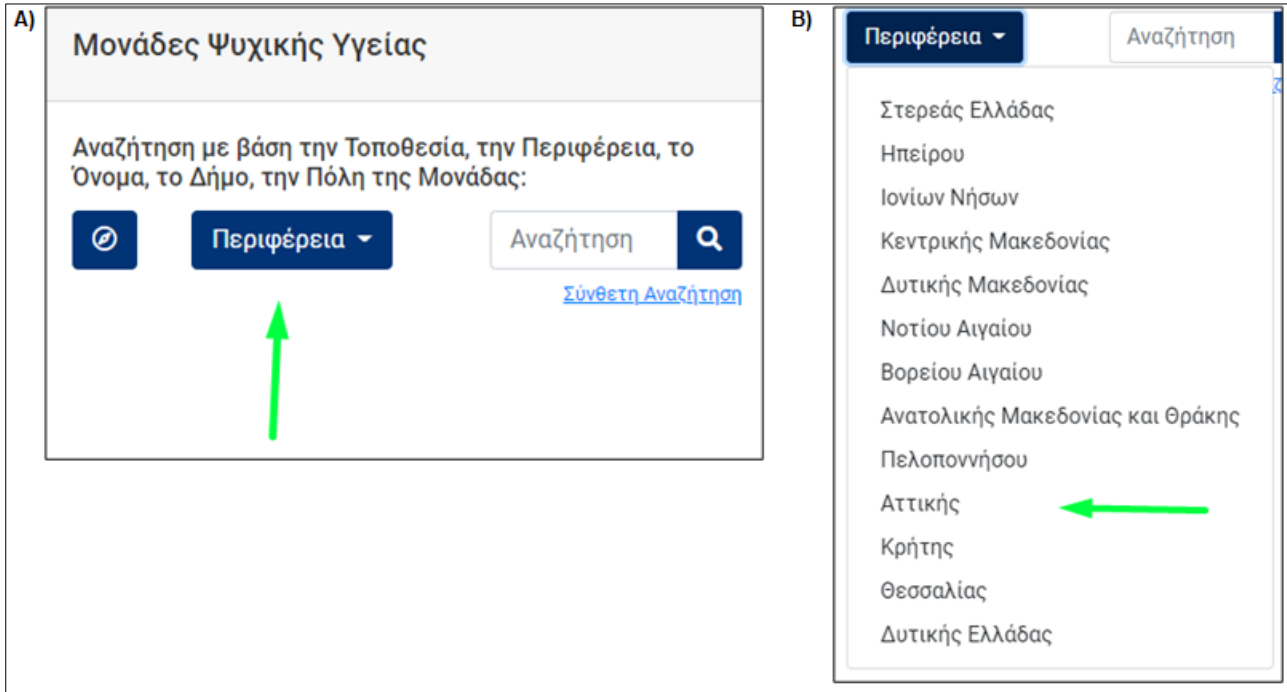 A)
Μονάδες Ψυχικής Υγείας
Αναζήτηση με βάση την Τοποθεσία, την Περιφέρεια, το
Όνομα, το Δήμο, την Πόλη της Μονάδας:
Περιφέρεια
Αναζήτηση
Σύνθετη Αναζήτηση
B)
Περιφέρεια
Αναζήτηση
Στερεάς Ελλάδας
Ηπείρου
Ιονίων Νήσων
Κεντρικής Μακεδονίας
Δυτικής Μακεδονίας
Νοτίου Αιγαίου
Βορείου Αιγαίου
Ανατολικής Μακεδονίας και Θράκης
Πελοποννήσου
Αττικής
Κρήτης
Θεσσαλίας
Δυτικής Ελλάδας